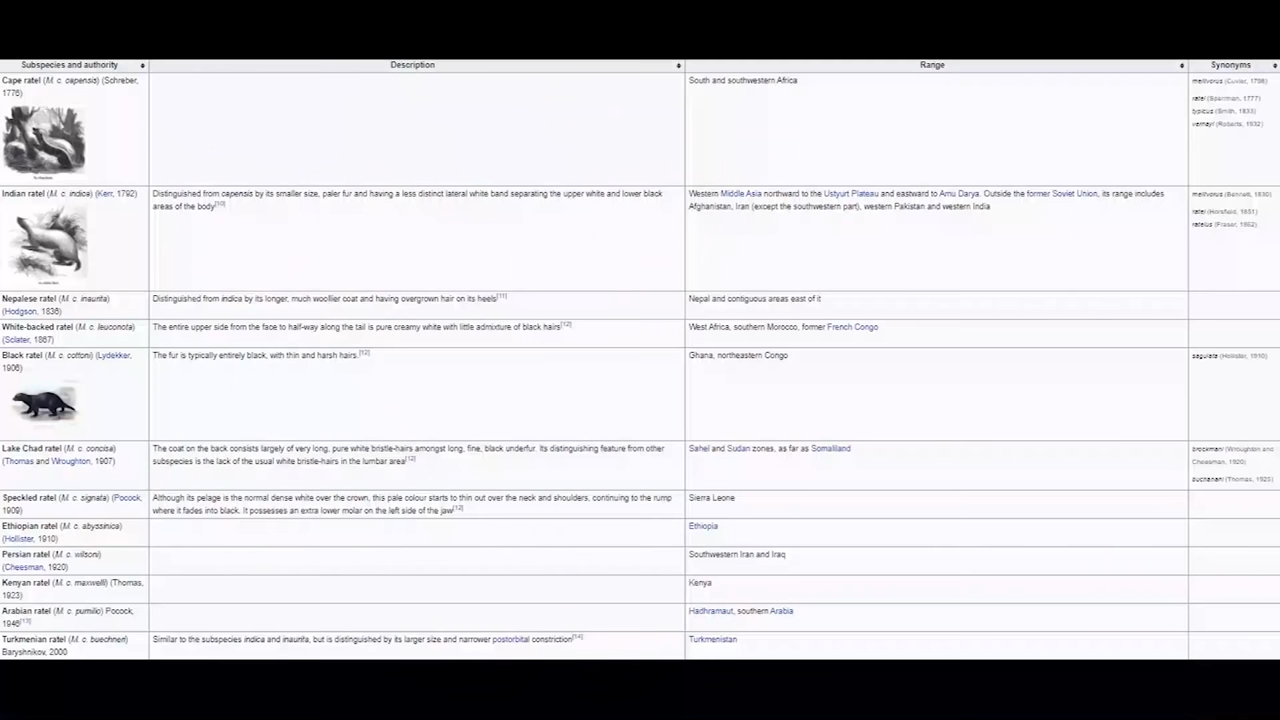 Subspecies and authority Description Range Synonyms
Cape ratel (M. c. capensis) (Schreber, South and southwestern Africa mellivorus (Cuvier, 1798)
1776)
ratel (Sparrman, 1777)
typicus (Smith, 1833)
vernayi (Roberts, 1932)
Indian ratel (M. c. indica) (Kerr, 1792) Distinguished from capensis by its smaller size, paler fur and having a less distinct lateral white band separating the upper white and lower black Western Middle Asia northward to the Ustyurt Plateau and eastward to Amu Darya. Outside the former Soviet Union, its range includes mellivorus (Bennett, 1830)
areas of the body[10] Afghanistan, Iran (except the southwestern part), western Pakistan and western India
ratel (Horsfield, 1851)
ratelus (Fraser, 1862)
Nepalese ratel (M. c. inaurita) Distinguished from indica by its longer, much woollier coat and having overgrown hair on its heels[11] Nepal and contiguous areas east of it
(Hodgson, 1836)
White-backed ratel (M. c. leuconota) The entire upper side from the face to half-way along the tail is pure creamy white with little admixture of black hairs[12] West Africa, southern Morocco, former French Congo
(Sclater, 1867)
Black ratel (M. c. cottoni) (Lydekker, The fur is typically entirely black, with thin and harsh hairs.[12] Ghana, northeastern Congo sagulata (Hollister, 1910)
1906)
Lake Chad ratel (M. c. concisa) The coat on the back consists largely of very long, pure white bristle-hairs amongst long, fine, black underfur. Its distinguishing feature from other Sahel and Sudan zones, as far as Somaliland brockmani (Wroughton and
(Thomas and Wroughton, 1907) subspecies is the lack of the usual white bristle-hairs in the lumbar area[12] Cheesman, 1920)
buchanani (Thomas, 1925)
Speckled ratel (M. c. signata) (Pocock, Although its pelage is the normal dense white over the crown, this pale colour starts to thin out over the neck and shoulders, continuing to the rump Sierra Leone
1909) where it fades into black. It possesses an extra lower molar on the left side of the jaw[12]
Ethiopian ratel (M. c. abyssinica) Ethiopia
(Hollister, 1910)
Persian ratel (M. c. wilsoni) Southwestern Iran and Iraq
(Cheesman, 1920)
Kenyan ratel (M. c. maxwelli) (Thomas, Kenya
1923)
Arabian ratel (M. c. pumilio) Pocock, Hadhramaut, southern Arabia
1946[13]
Turkmenian ratel (M. c. buechneri) Similar to the subspecies indica and inaurita, but is distinguished by its larger size and narrower postorbital constriction[14] Turkmenistan
Baryshnikov, 2000